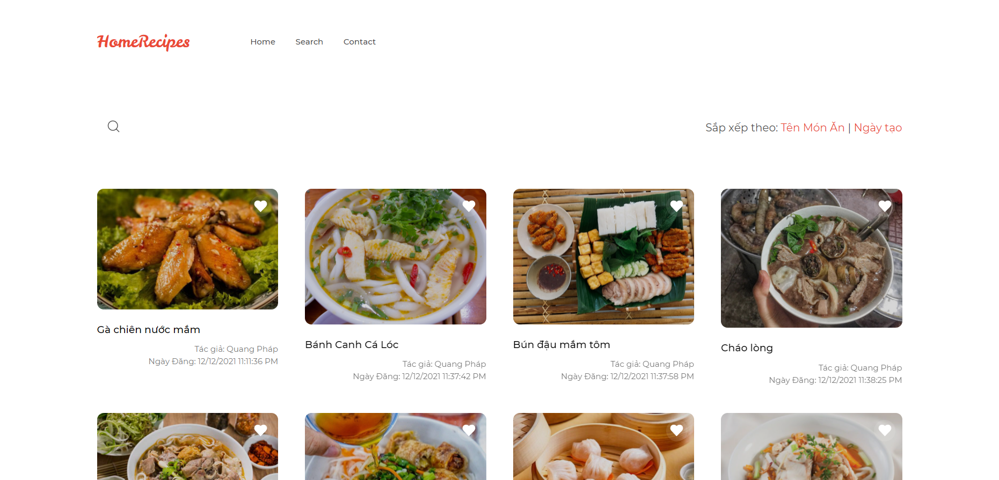 HomeRecipes
Home
Search
Contact
Sắp xếp theo: Tên Món Ăn | Ngày tạo
Gà chiên nước mắm
Tác giả: Quang Pháp
Ngày Đăng: 12/12/2021 11:11:36 PM
Bánh Canh Cá Lóc
Tác giả: Quang Pháp
Ngày Đăng: 12/12/2021 11:37:42 PM
Bún đậu mắm tôm
Tác giả: Quang Pháp
Ngày Đăng: 12/12/2021 11:37:58 PM
Cháo lòng
Tác giả: Quang Pháp
Ngày Đăng: 12/12/2021 11:38:25 PM